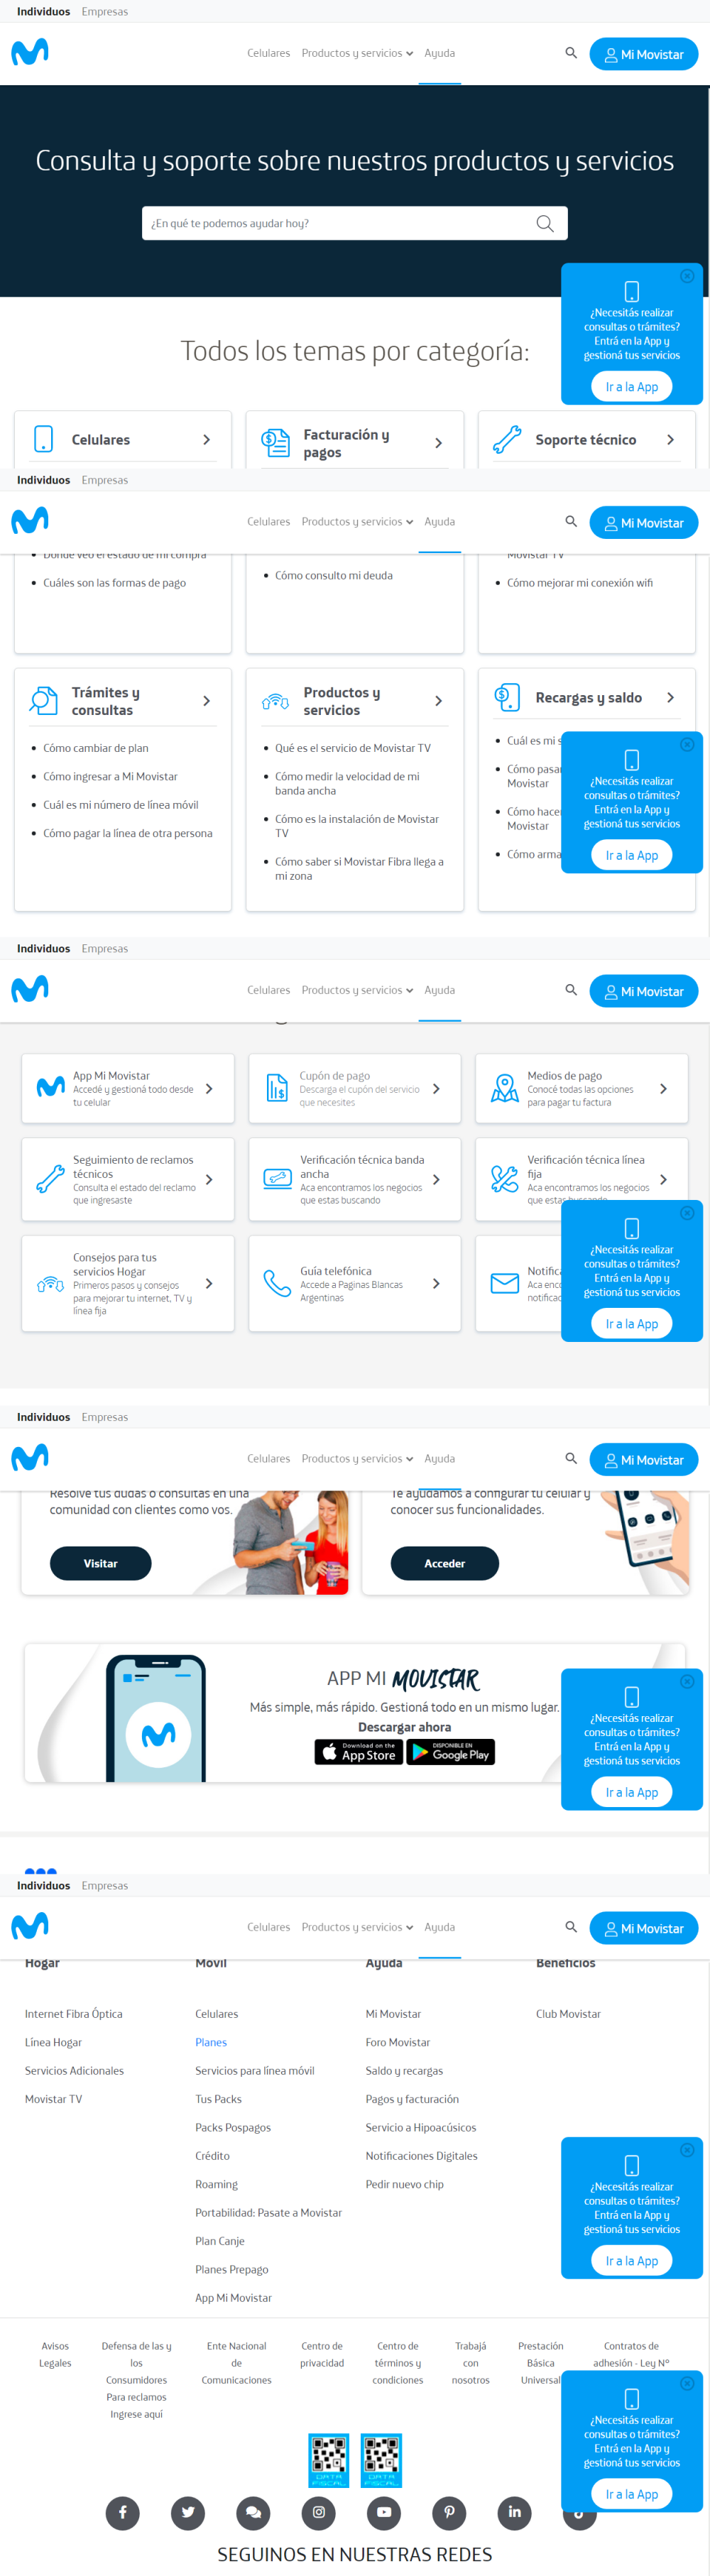 Individuos Empresas
Celulares Productos y servicios Ayuda Mi Movistar
Consulta y soporte sobre nuestros productos y servicios
¿En qué te podemos ayudar hoy?
¿Necesitás realizar
consultas o trámites?
Entrá en la App y
gestioná tus servicios
Ir a la App
Todos los temas por categoría:
Celulares
Facturación y
pagos
Soporte técnico
Individuos Empresas
Celulares Productos y servicios Ayuda Mi Movistar
Dónde veo el estado de mi compra
Cuáles son las formas de pago
Cómo consulto mi deuda
Movistar TV
Cómo mejorar mi conexión wifi
Trámites y
consultas
Cómo cambiar de plan
Cómo ingresar a Mi Movistar
Cuál es mi número de línea móvil
Cómo pagar la línea de otra persona
Productos y
servicios
Qué es el servicio de Movistar TV
Cómo medir la velocidad de mi
banda ancha
Cómo es la instalación de Movistar
TV
Cómo saber si Movistar Fibra llega a
mi zona
Recargas y saldo
Cuál es mi
Cómo
Movistar
Cómo
Movistar
Cómo
¿Necesitás realizar
consultas o trámites?
Entrá en la App y
gestioná tus servicios
Ir a la App
Individuos Empresas
Celulares Productos y servicios Ayuda Mi Movistar
App Mi Movistar
Accedé y gestioná todo desde
tu celular
Cupón de pago
Descarga el cupón del servicio
que necesites
Medios de pago
Conocé todas las opciones
para pagar tu factura
Seguimiento de reclamos
técnicos
Consulta el estado del reclamo
que ingresaste
Verificación técnica banda
ancha
Aca encontramos los negocios
que estas buscando
Verificación técnica línea
fija
Aca encontramos los negocios
que estas buscando
Consejos para tus
servicios Hogar
Primeros pasos y consejos
para mejorar tu internet, TV y
línea fija
Guía telefónica
Accede a Paginas Blancas
Argentinas
Aca
¿Necesitás realizar
consultas o trámites?
Entrá en la App y
gestioná tus servicios
Ir a la App
Individuos Empresas
Celulares Productos y servicios Ayuda Mi Movistar
Resolvé tus dudas o consultas en una
comunidad con clientes como vos.
Visitar
Te ayudamos a configurar tu celular y
conocer sus funcionalidades.
Acceder
APP MI MOVISTAR
Más simple, más rápido. Gestioná todo en un mismo lugar.
Descargar ahora
Download on the
App Store
DISPONIBLE EN
Google Play
¿Necesitás realizar
consultas o trámites?
Entrá en la App y
gestioná tus servicios
Ir a la App
Individuos Empresas
Celulares Productos y servicios Ayuda Mi Movistar
Hogar
Internet Fibra Óptica
Línea Hogar
Servicios Adicionales
Movistar TV
Móvil
Celulares
Planes
Servicios para línea móvil
Tus Packs
Packs Pospagos
Crédito
Roaming
Portabilidad: Pasate a Movistar
Plan Canje
Planes Prepago
App Mi Movistar
Ayuda
Mi Movistar
Foro Movistar
Saldo y recargas
Pagos y facturación
Servicio a Hipoacúsicos
Notificaciones Digitales
Pedir nuevo chip
Beneficios
Club Movistar
¿Necesitás realizar
consultas o trámites?
Entrá en la App y
gestioná tus servicios
Ir a la App
Avisos
Legales
Defensa de las y
los
Consumidores
Para reclamos
Ingrese aquí
Ente Nacional
de
Comunicaciones
Centro de
privacidad
Centro de
términos y
condiciones
Trabajá
con
nosotros
Prestación
Básica
Universal
Contratos de
adhesión - Ley Nº
¿Necesitás realizar
consultas o trámites?
Entrá en la App y
gestioná tus servicios
Ir a la App
DATA
FISCAL
DATA
FISCAL
SEGUINOS EN NUESTRAS REDES